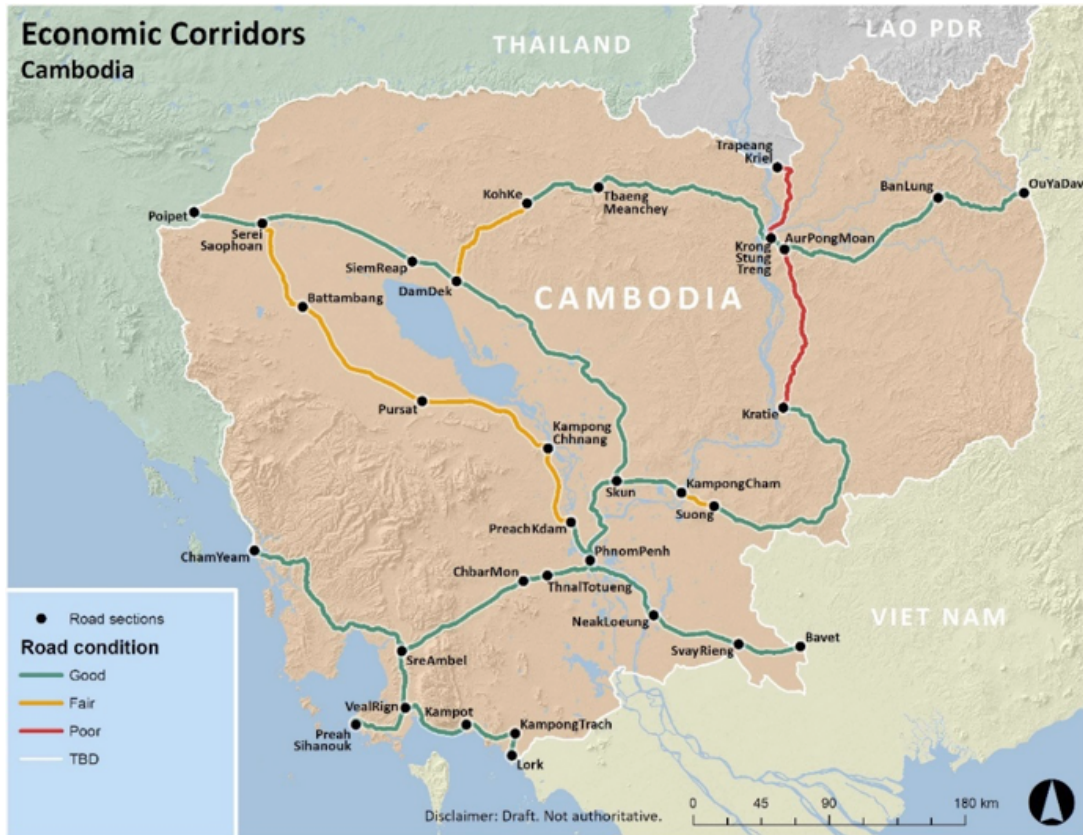 Economic Corridors
Cambodia
THAILAND
LAO PDR
Trapeang
Kriel
OuYaDav
BanLung
KohKe
Tbaeng
Meanchey
Poipet
Serei
Saophoan
Krong
Stung
Treng
AurPongMoan
SiemReap
DamDek
CAMBODIA
Battambang
Pursat
Kratie
Kampong
Chhnang
Skun
KampongCham
Suong
PreachKdam
ChamYeam
PhnomPenh
ChbarMon
ThnalTotueng
NeakLoeung
VIET NAM
SvayRieng
Bavet
SreAmbel
VealRign
Kampot
Preah
Sihanouk
KampongTrach
Lork
Road sections
Road condition
Good
Fair
Poor
TBD
Disclaimer: Draft. Not authoritative.
0 45 90 180 km